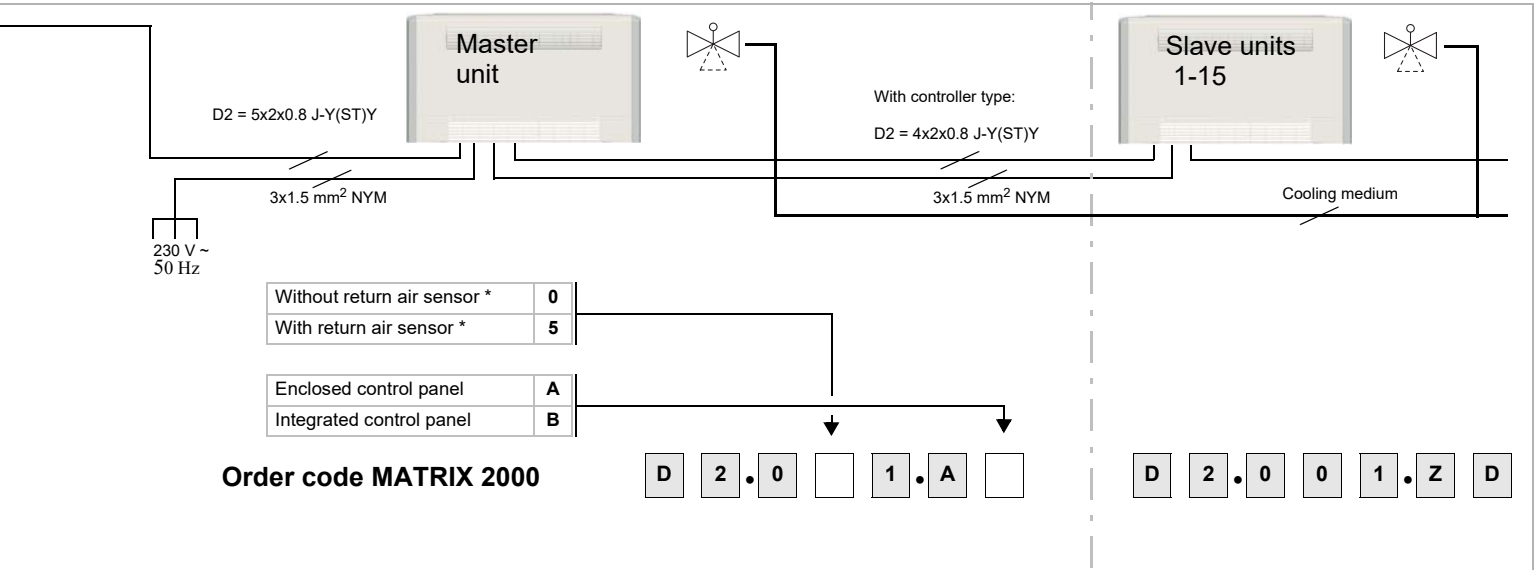 Master
unit
Slave units
1-15
D2 = 5x2x0.8 J-Y(ST)Y
With controller type:
D2 = 4x2x0.8 J-Y(ST)Y
3x1.5 mm² NYM
3x1.5 mm² NYM
Cooling medium
230 V ~
50 Hz
Without return air sensor * 0
With return air sensor * 5
Enclosed control panel A
Integrated control panel B
Order code MATRIX 2000 D 2 . 0 1 . A D 2 . 0 0 1 . Z D